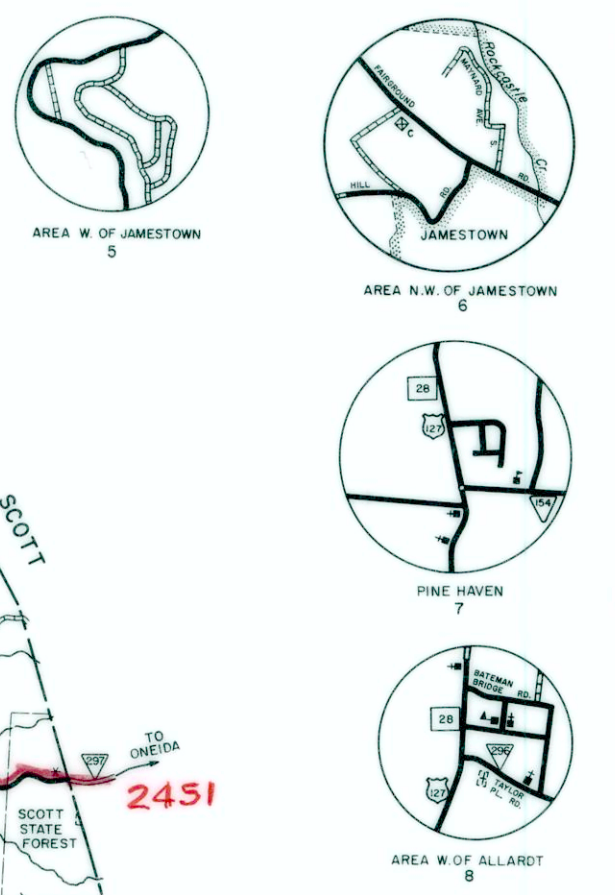 AREA W. OF JAMESTOWN
5
Rockcastle
Cr.
MAYNARD
AVE.
S.
FAIRGROUND
RD.
C
HILL
RD.
JAMESTOWN
AREA N.W. OF JAMESTOWN
6
28
127
154
PINE HAVEN
7
SCOTT
297
TO
ONEIDA
2451
SCOTT
STATE
FOREST
BATEMAN
BRIDGE RD.
28
296
127
TAYLOR
PL. RD.
AREA W. OF ALLARDT
8